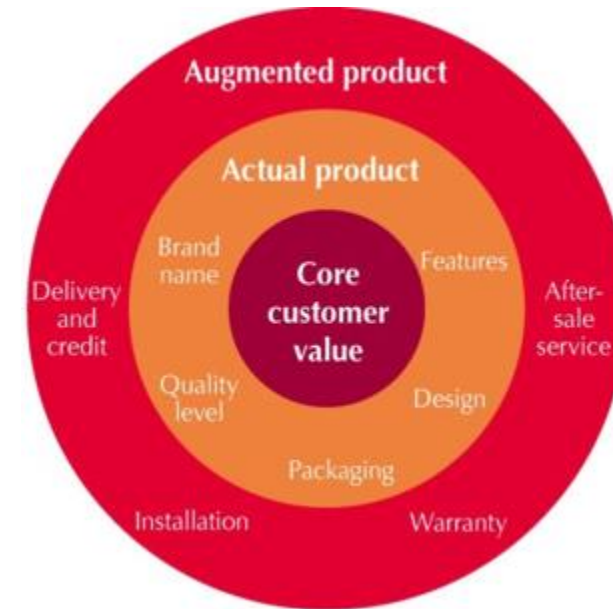 Augmented product
Actual product
Brand
name
Features
Core
customer
value
Delivery
and
credit
After-
sale
service
Quality
level
Design
Packaging
Installation
Warranty